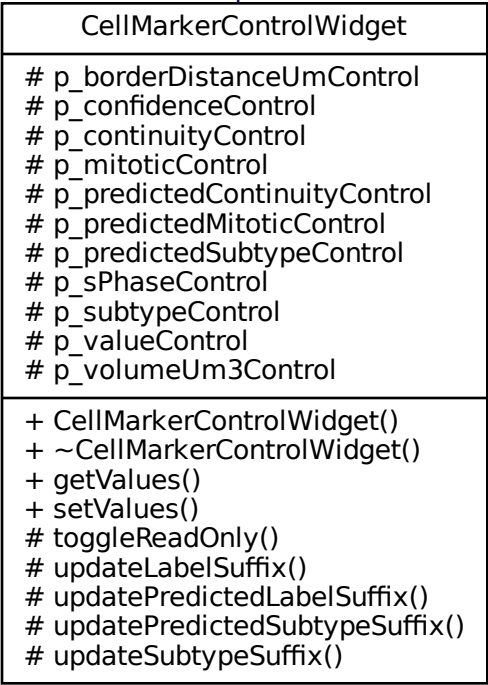 CellMarkerControlWidget
# p_borderDistanceUmControl
# p_confidenceControl
# p_continuityControl
# p_mitoticControl
# p_predictedContinuityControl
# p_predictedMitoticControl
# p_predictedSubtypeControl
# p_sPhaseControl
# p_subtypeControl
# p_valueControl
# p_volumeUm3Control
+ CellMarkerControlWidget()
+ ~CellMarkerControlWidget()
+ getValues()
+ setValues()
# toggleReadOnly()
# updateLabelSuffix()
# updatePredictedLabelSuffix()
# updatePredictedSubtypeSuffix()
# updateSubtypeSuffix()